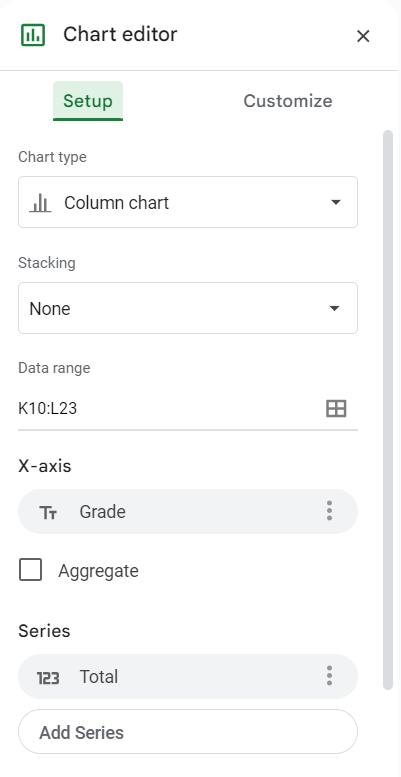 Chart editor
Setup Customize
Chart type
Column chart
Stacking
None
Data range
K10:L23
X-axis
Tт Grade
Aggregate
Series
123 Total
Add Series